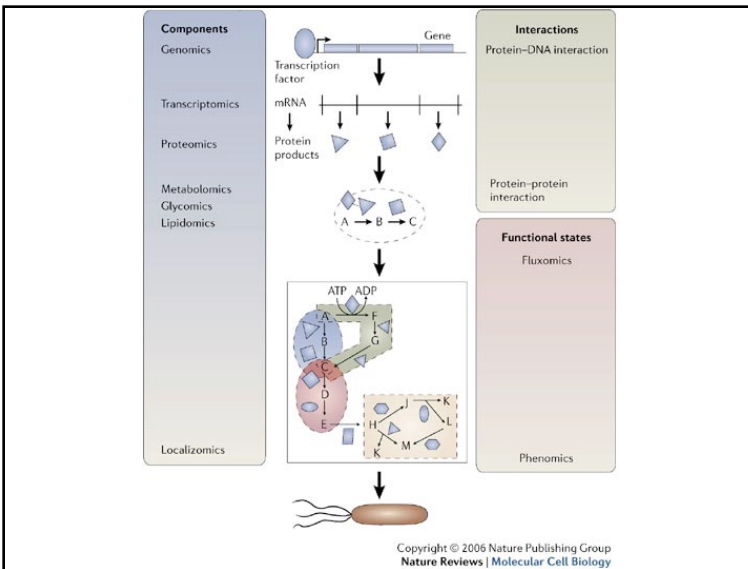 Components
Genomics
Transcriptomics
Proteomics
Metabolomics
Glycomics
Lipidomics
Localizomics
Gene
Transcription
factor
mRNA
Protein
products
A B C
ATP ADP
A F
B G
C
D
E
H J K
L
M
K
Interactions
Protein–DNA interaction
Protein–protein
interaction
Functional states
Fluxomics
Phenomics
Copyright © 2006 Nature Publishing Group
Nature Reviews | Molecular Cell Biology